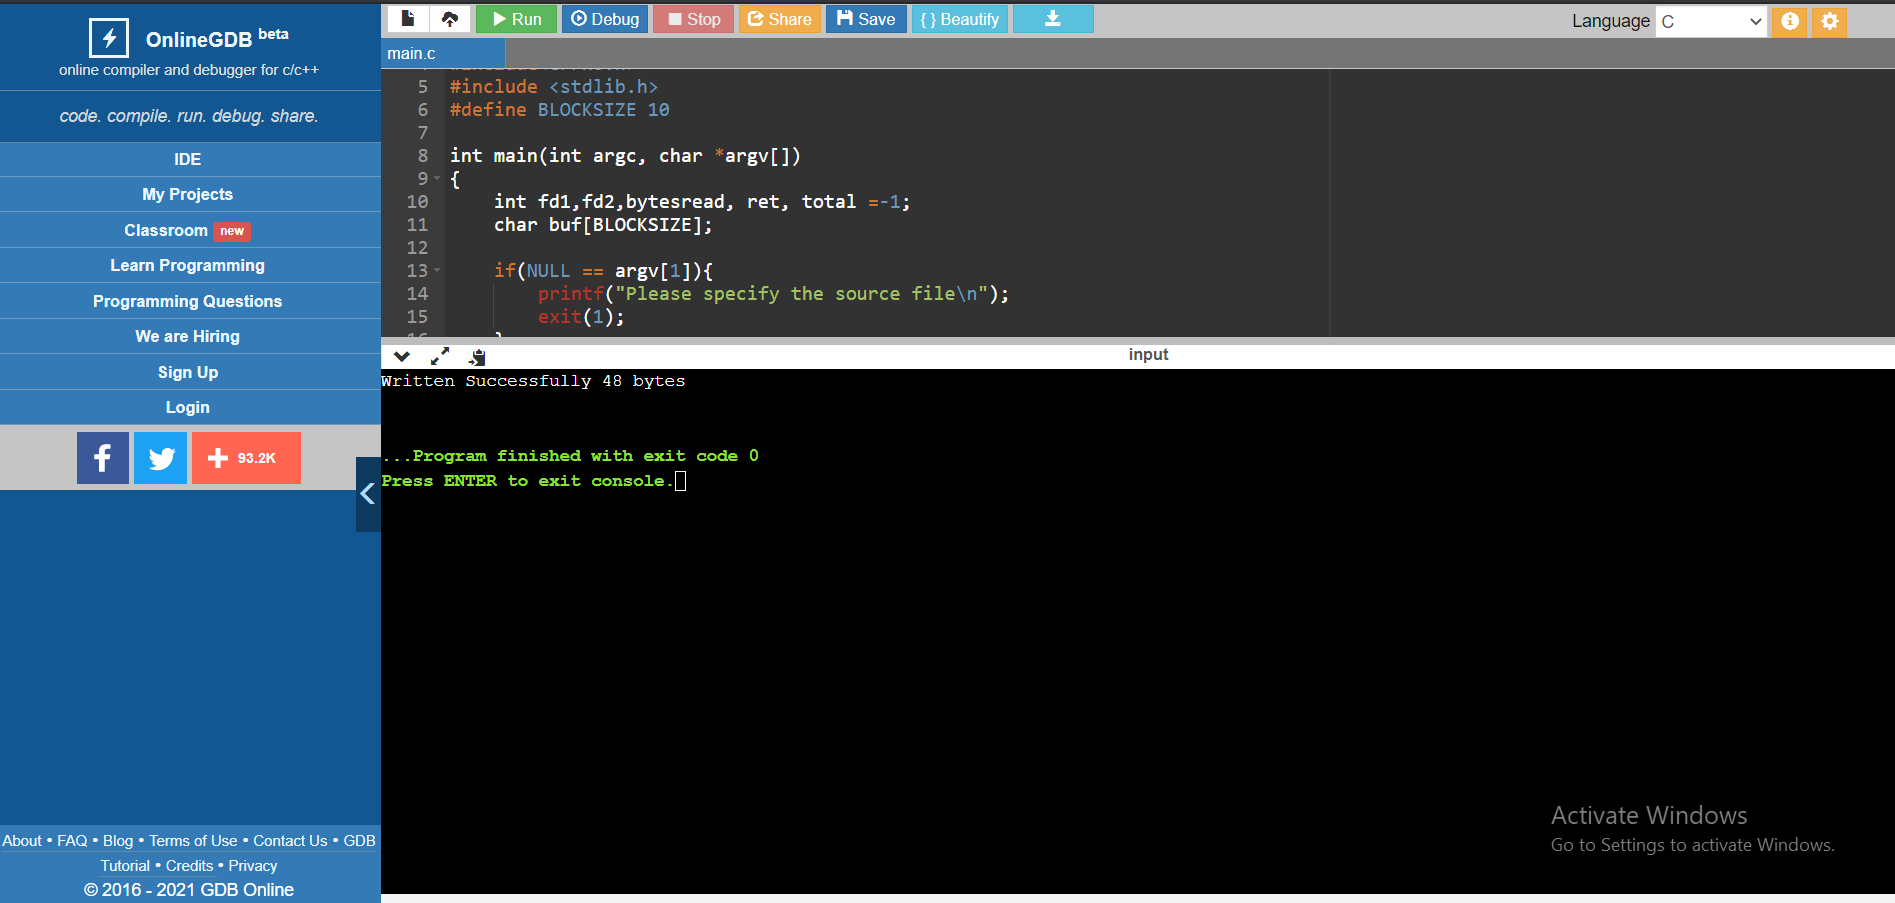 OnlineGDB beta
online compiler and debugger for c/c++
code. compile. run. debug. share.
IDE
My Projects
Classroom new
Learn Programming
Programming Questions
We are Hiring
Sign Up
Login
93.2K
About • FAQ • Blog • Terms of Use • Contact Us • GDB
Tutorial • Credits • Privacy
© 2016 - 2021 GDB Online
Run Debug Stop Share Save { } Beautify
Language C
main.c
5 #include <stdlib.h>
6 #define BLOCKSIZE 10
7
8 int main(int argc, char *argv[])
9 {
10 int fd1,fd2,bytesread, ret, total =-1;
11 char buf[BLOCKSIZE];
12
13 if(NULL == argv[1]){
14 printf("Please specify the source file\n");
15 exit(1);
input
Written Successfully 48 bytes
...Program finished with exit code 0
Press ENTER to exit console.
Activate Windows
Go to Settings to activate Windows.